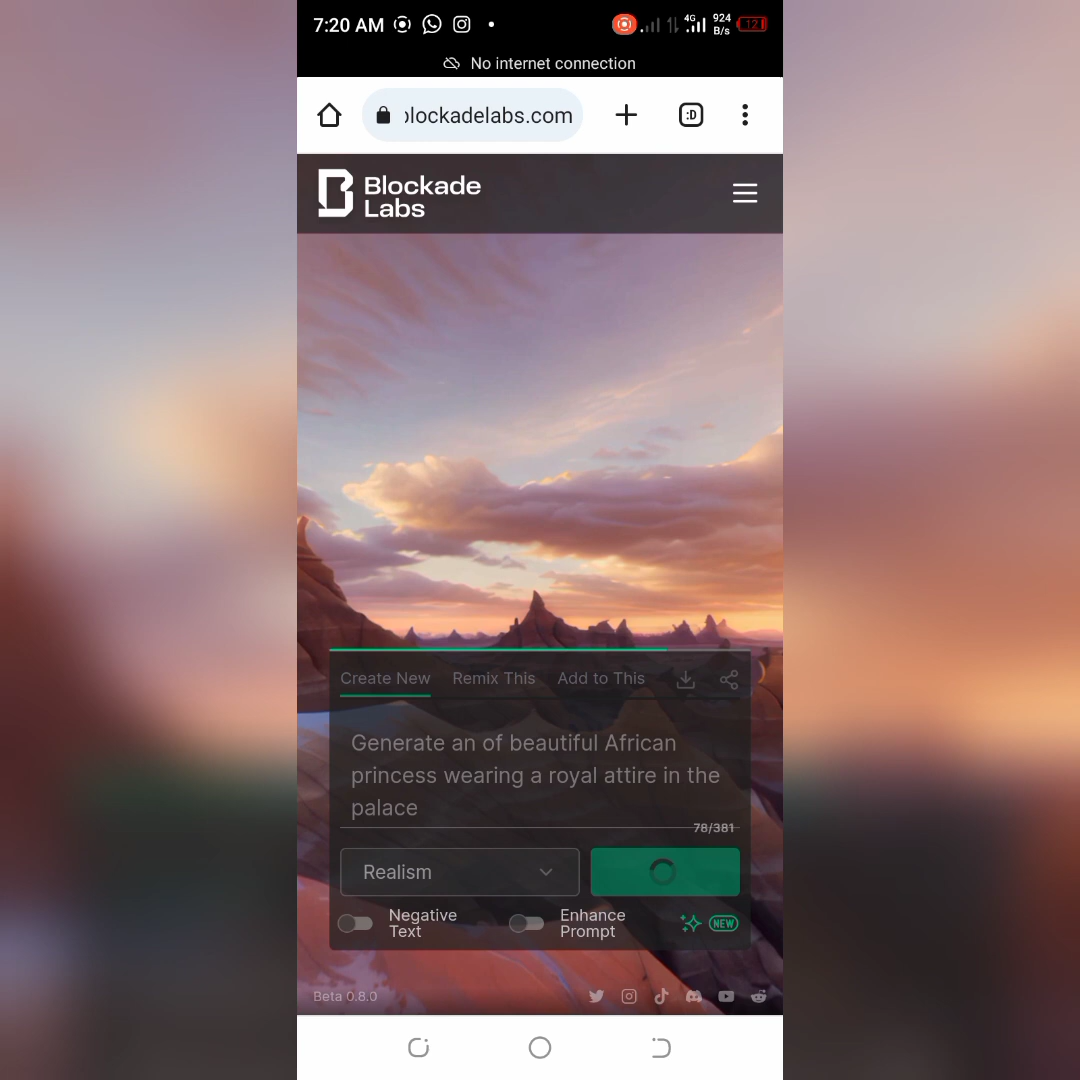 7:20 AM
4G
924
B/s
12
No internet connection
lockadelabs.com
:D
Blockade
Labs
Create New Remix This Add to This
Generate an of beautiful African
princess wearing a royal attire in the
palace
78/381
Realism
Negative
Text
Enhance
Prompt
NEW
Beta 0.8.0